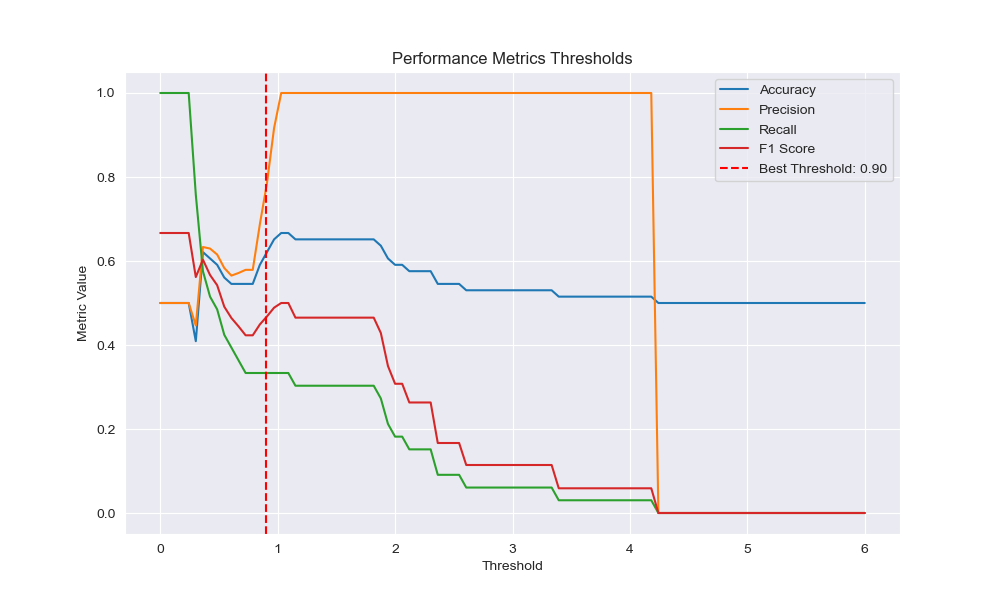 Performance Metrics Thresholds
Accuracy
Precision
Recall
F1 Score
Best Threshold: 0.90
Metric Value
1.0
0.8
0.6
0.4
0.2
0.0
0 1 2 3 4 5 6
Threshold